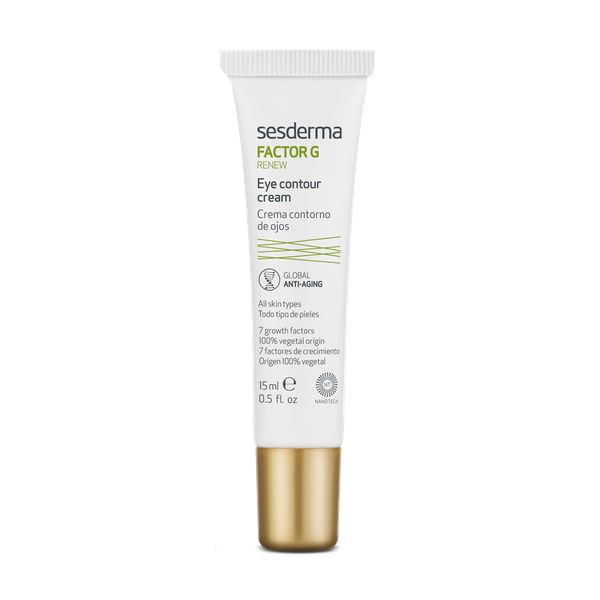 sesderma
FACTOR G
RENEW
Eye contour
cream
Crema contorno
de ojos
GLOBAL
ANTI-AGING
All skin types
Todo tipo de pieles
7 growth factors
100% vegetal origin
7 factores de crecimiento
Origen 100% vegetal
15 ml ℮
0.5 fl. oz
NT
NANOTECH